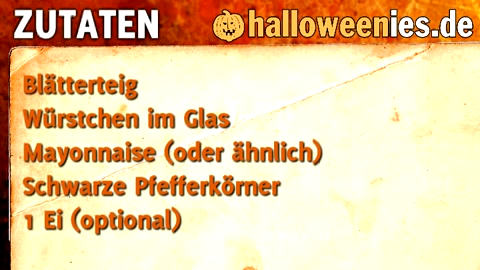 ZUTATEN
halloweenies.de
Blätterteig
Würstchen im Glas
Mayonnaise (oder ähnlich)
Schwarze Pfefferkörner
1 Ei (optional)